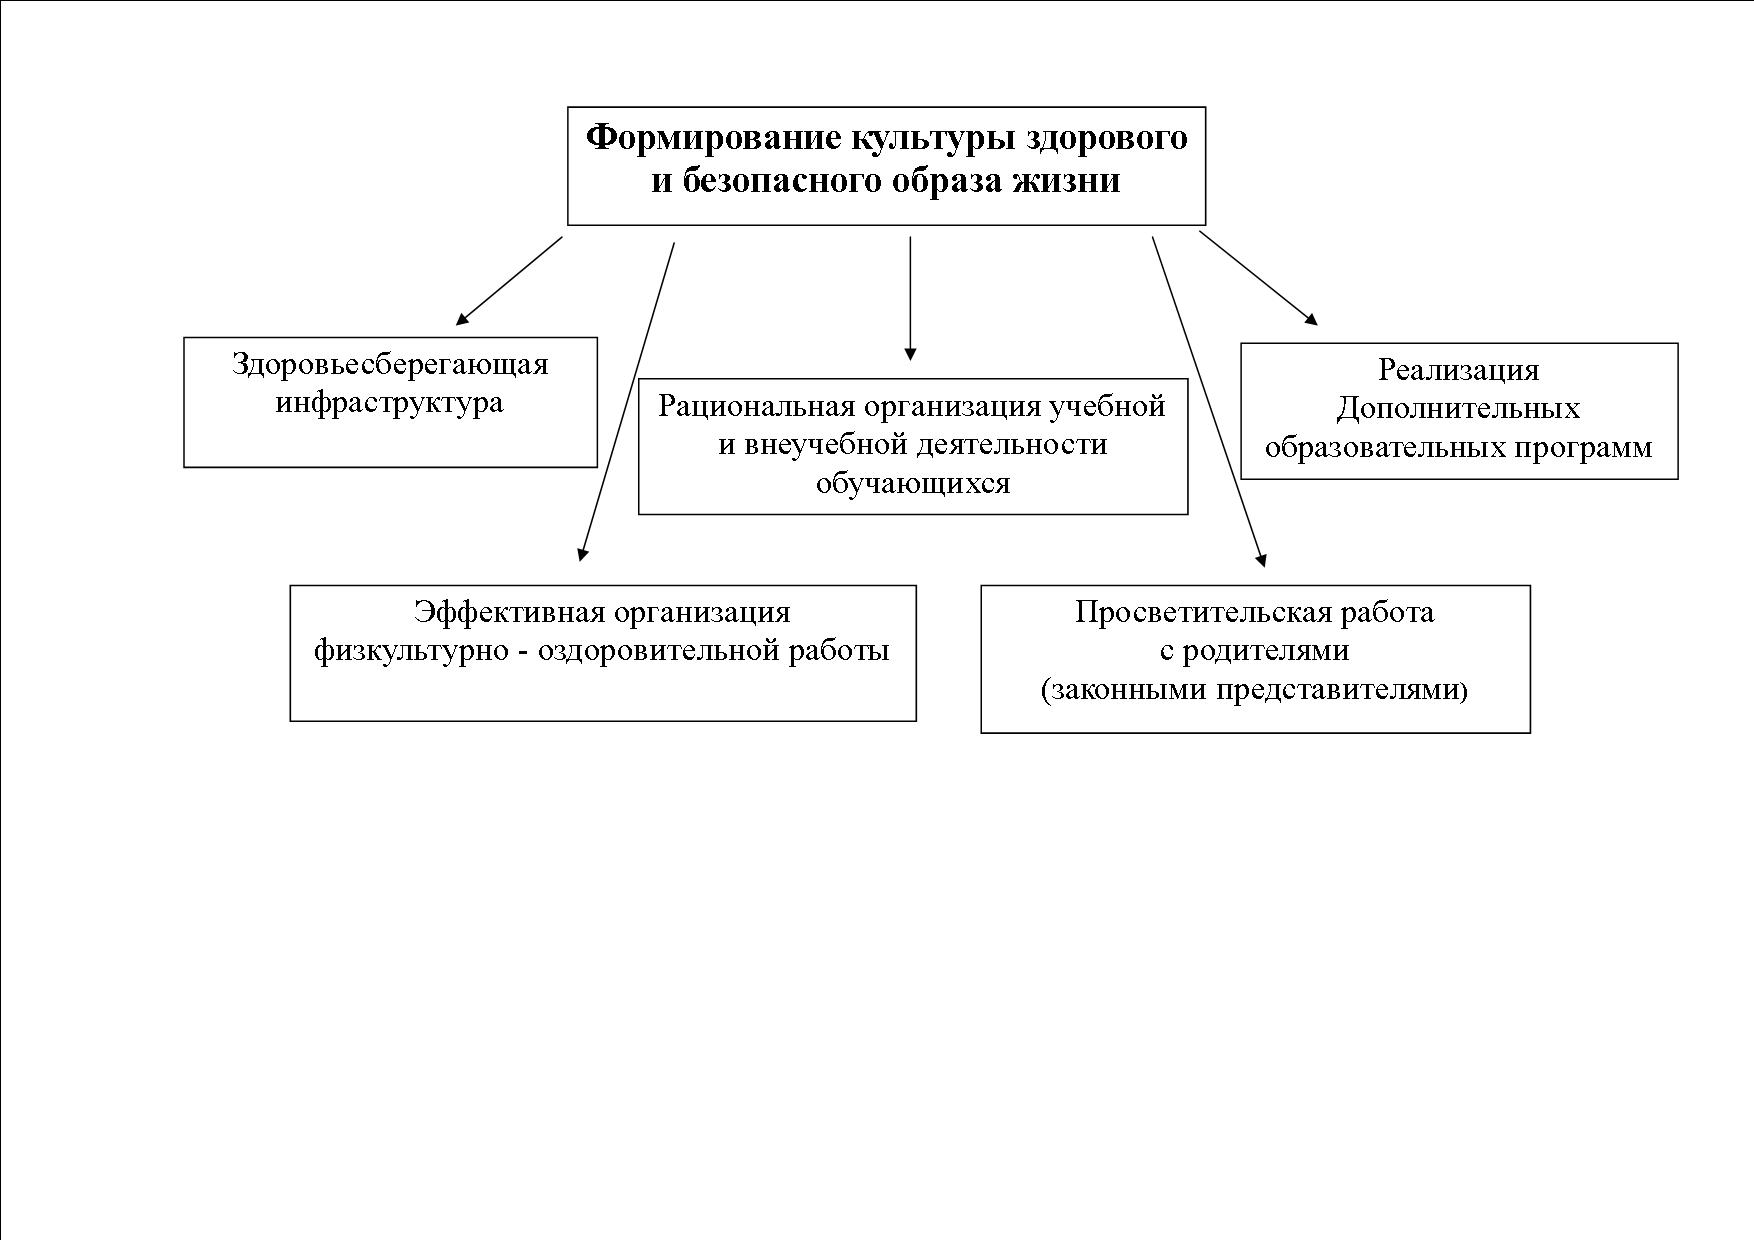 Формирование культуры здорового
и безопасного образа жизни
Здоровьесберегающая
инфраструктура
Рациональная организация учебной
и внеучебной деятельности
обучающихся
Реализация
Дополнительных
образовательных программ
Эффективная организация
физкультурно - оздоровительной работы
Просветительская работа
с родителями
(законными представителями)